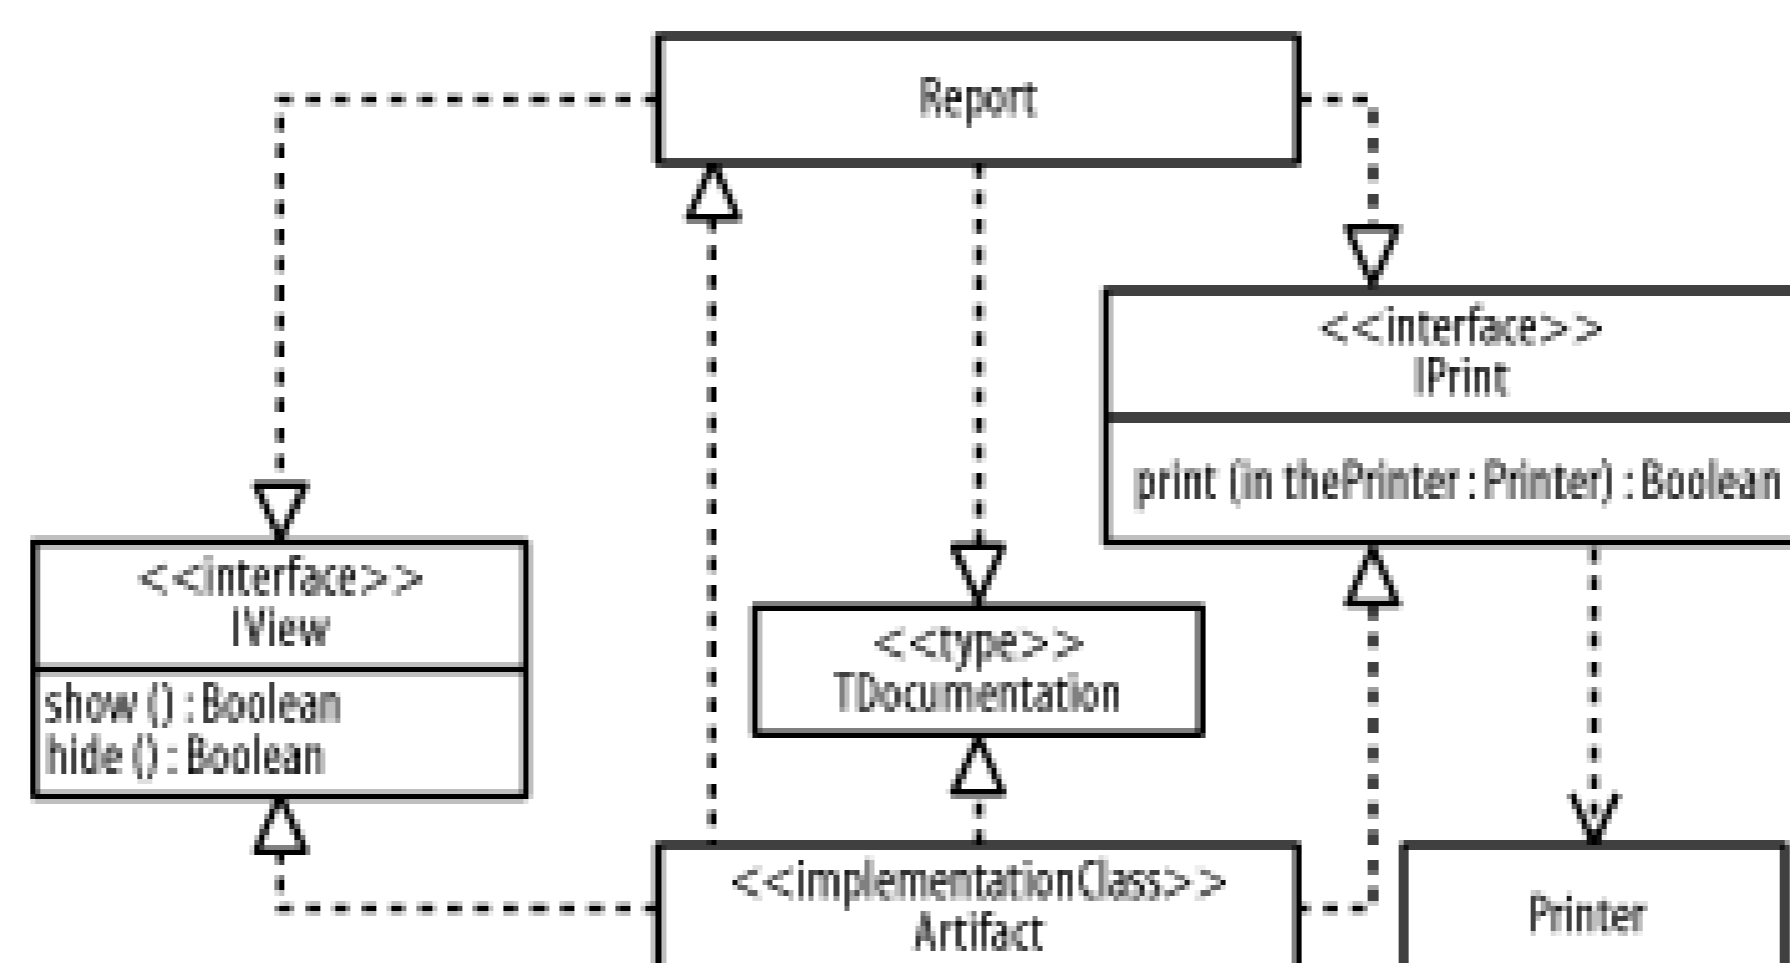 Report
<<interface>>
IPrint
print (in thePrinter : Printer) : Boolean
<<interface>>
IView
show () : Boolean
hide () : Boolean
<<type>>
TDocumentation
<<implementationClass>>
Artifact
Printer